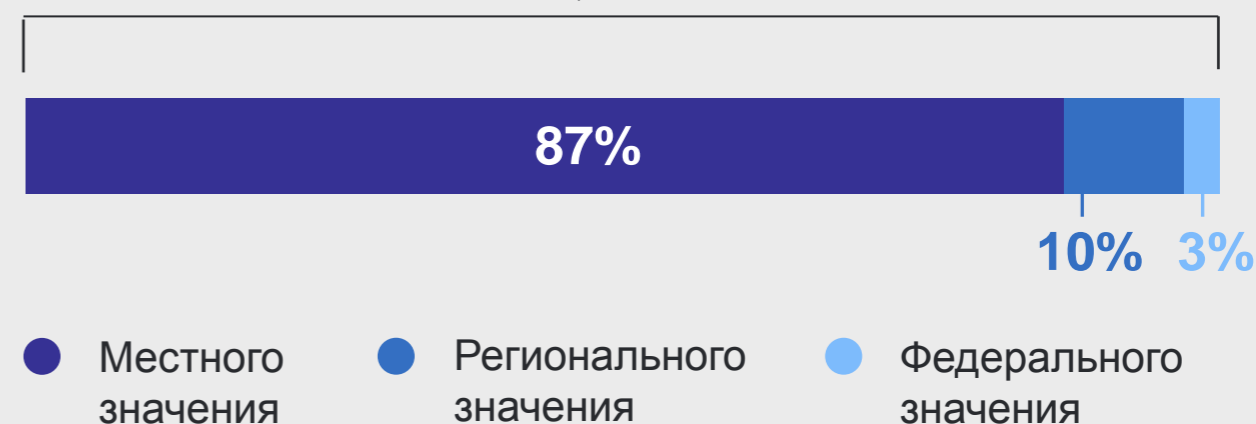 87%
10% 3%
Местного
значения
Регионального
значения
Федерального
значения